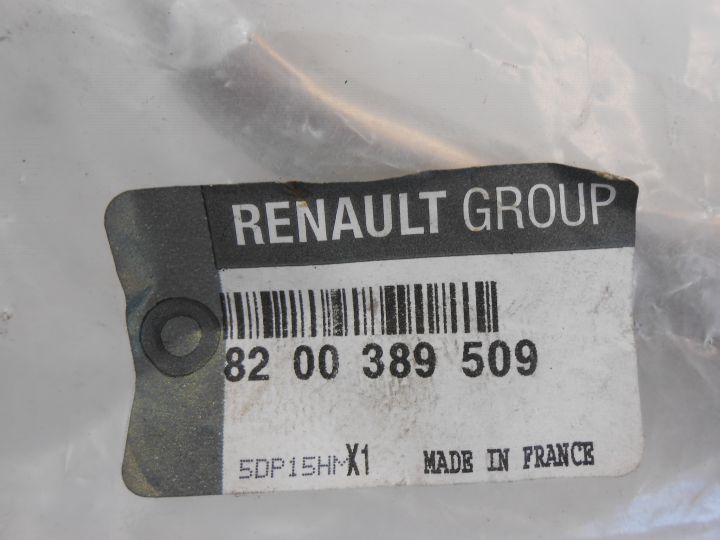 RENAULT GROUP
82 00 389 509
5DP15HM X1 MADE IN FRANCE